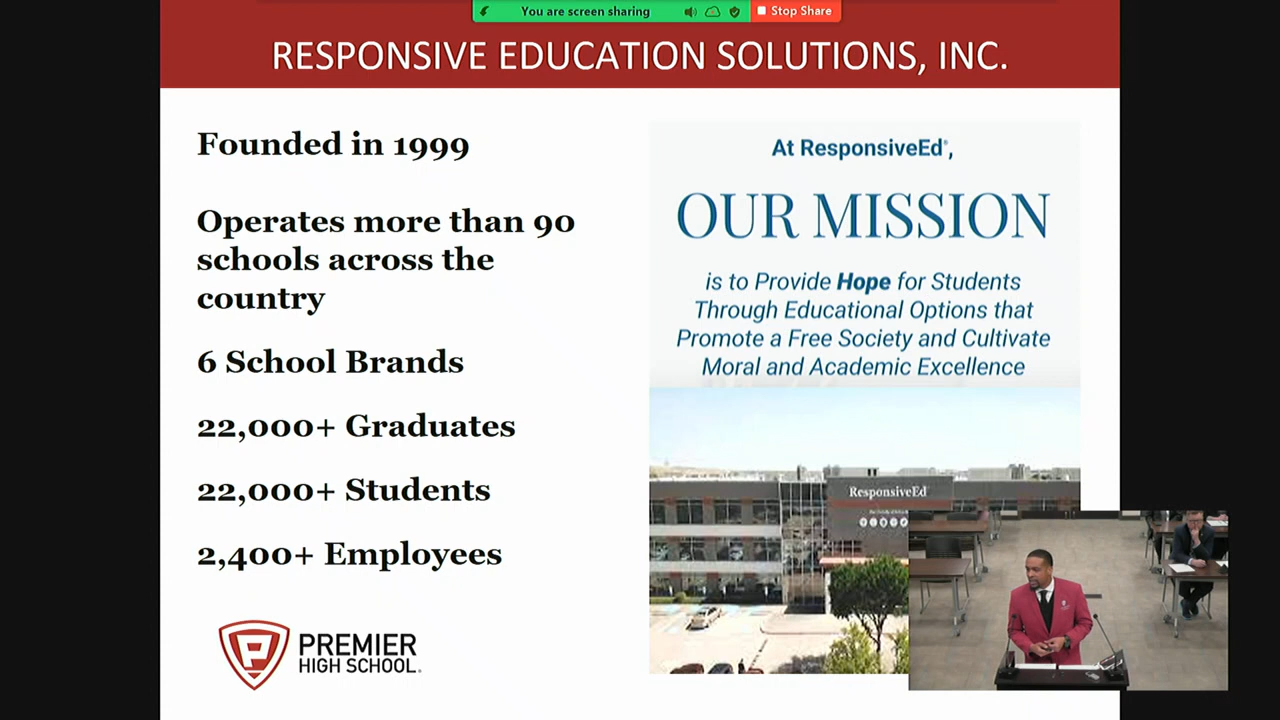 You are screen sharing
Stop Share
RESPONSIVE EDUCATION SOLUTIONS, INC.
Founded in 1999
Operates more than 90
schools across the
country
6 School Brands
22,000+ Graduates
22,000+ Students
2,400+ Employees
PREMIER
HIGH SCHOOL
At ResponsiveEd®,
OUR MISSION
is to Provide Hope for Students
Through Educational Options that
Promote a Free Society and Cultivate
Moral and Academic Excellence
ResponsiveEd